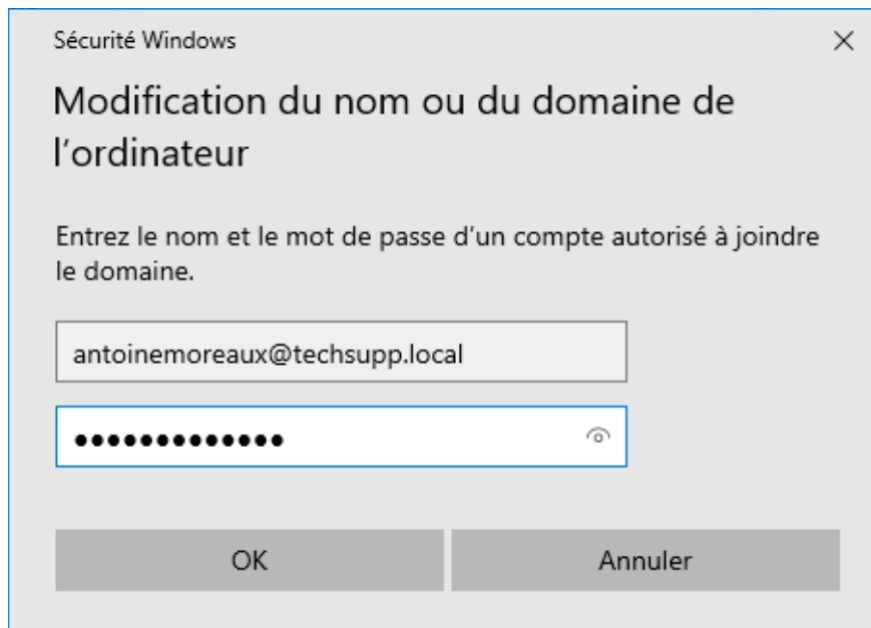 Sécurité Windows
Modification du nom ou du domaine de
l'ordinateur
Entrez le nom et le mot de passe d'un compte autorisé à joindre
le domaine.
antoinemoreaux@techsupp.local
●●●●●●●●●●●●●
OK
Annuler